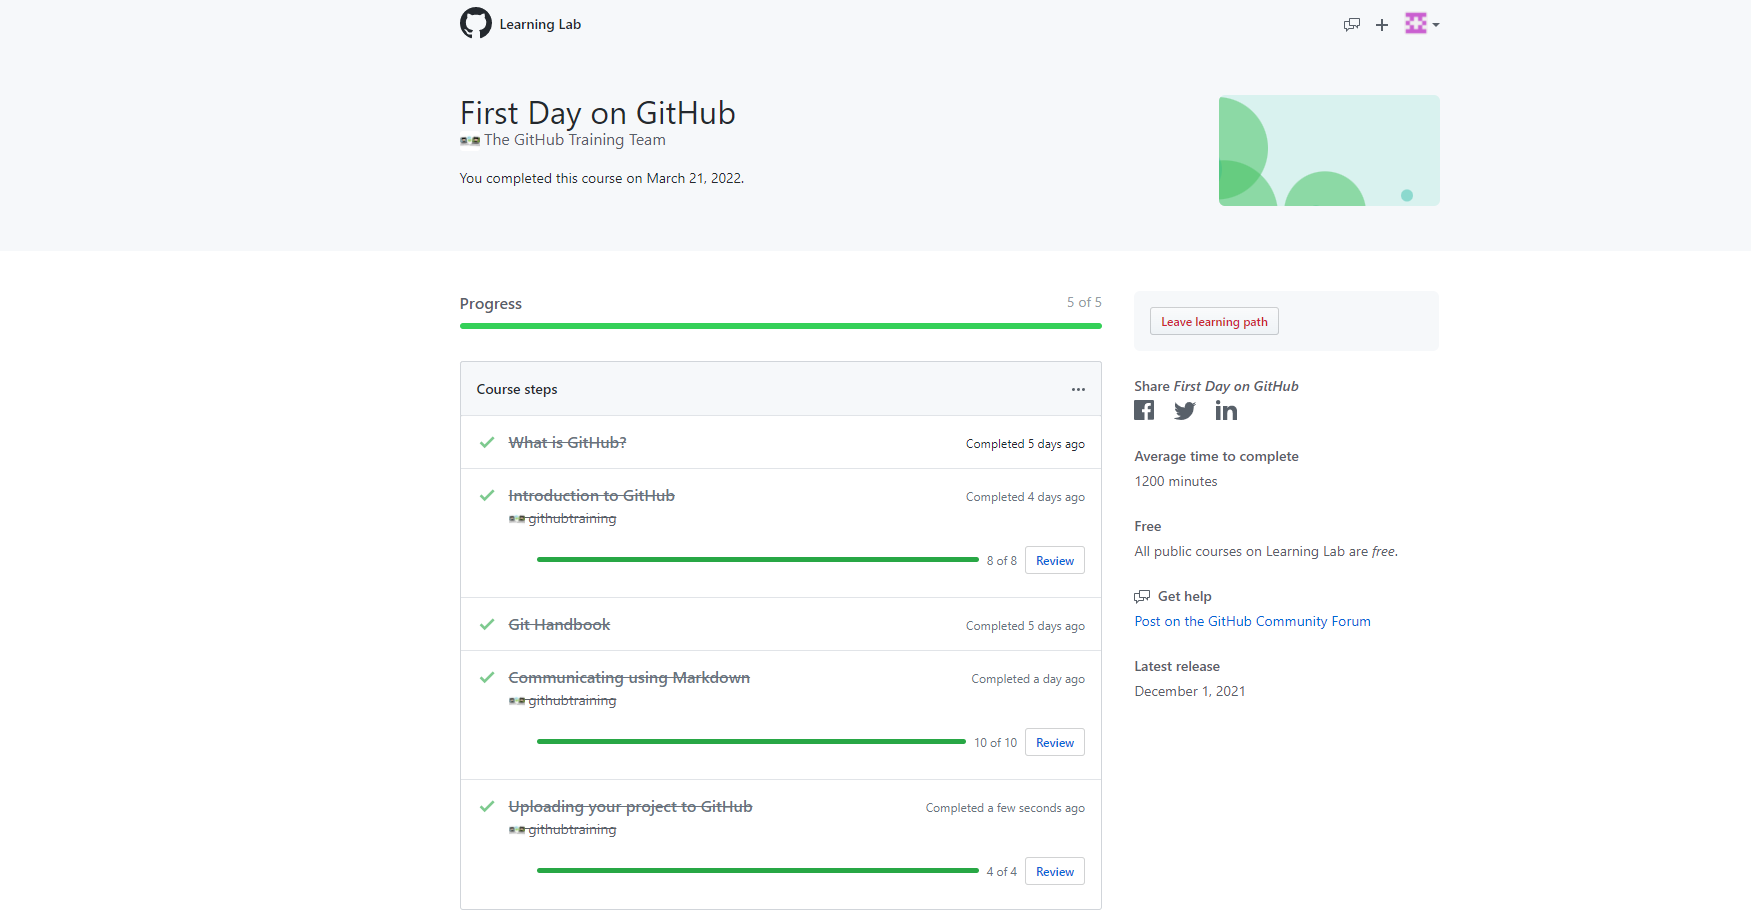 Learning Lab
First Day on GitHub
The GitHub Training Team
You completed this course on March 21, 2022.
Progress
5 of 5
Course steps
What is GitHub?
Completed 5 days ago
Introduction to GitHub
Completed 4 days ago
githubtraining
8 of 8
Review
Git Handbook
Completed 5 days ago
Communicating using Markdown
Completed a day ago
githubtraining
10 of 10
Review
Uploading your project to GitHub
Completed a few seconds ago
githubtraining
4 of 4
Review
Leave learning path
Share First Day on GitHub
Average time to complete
1200 minutes
Free
All public courses on Learning Lab are free.
Get help
Post on the GitHub Community Forum
Latest release
December 1, 2021